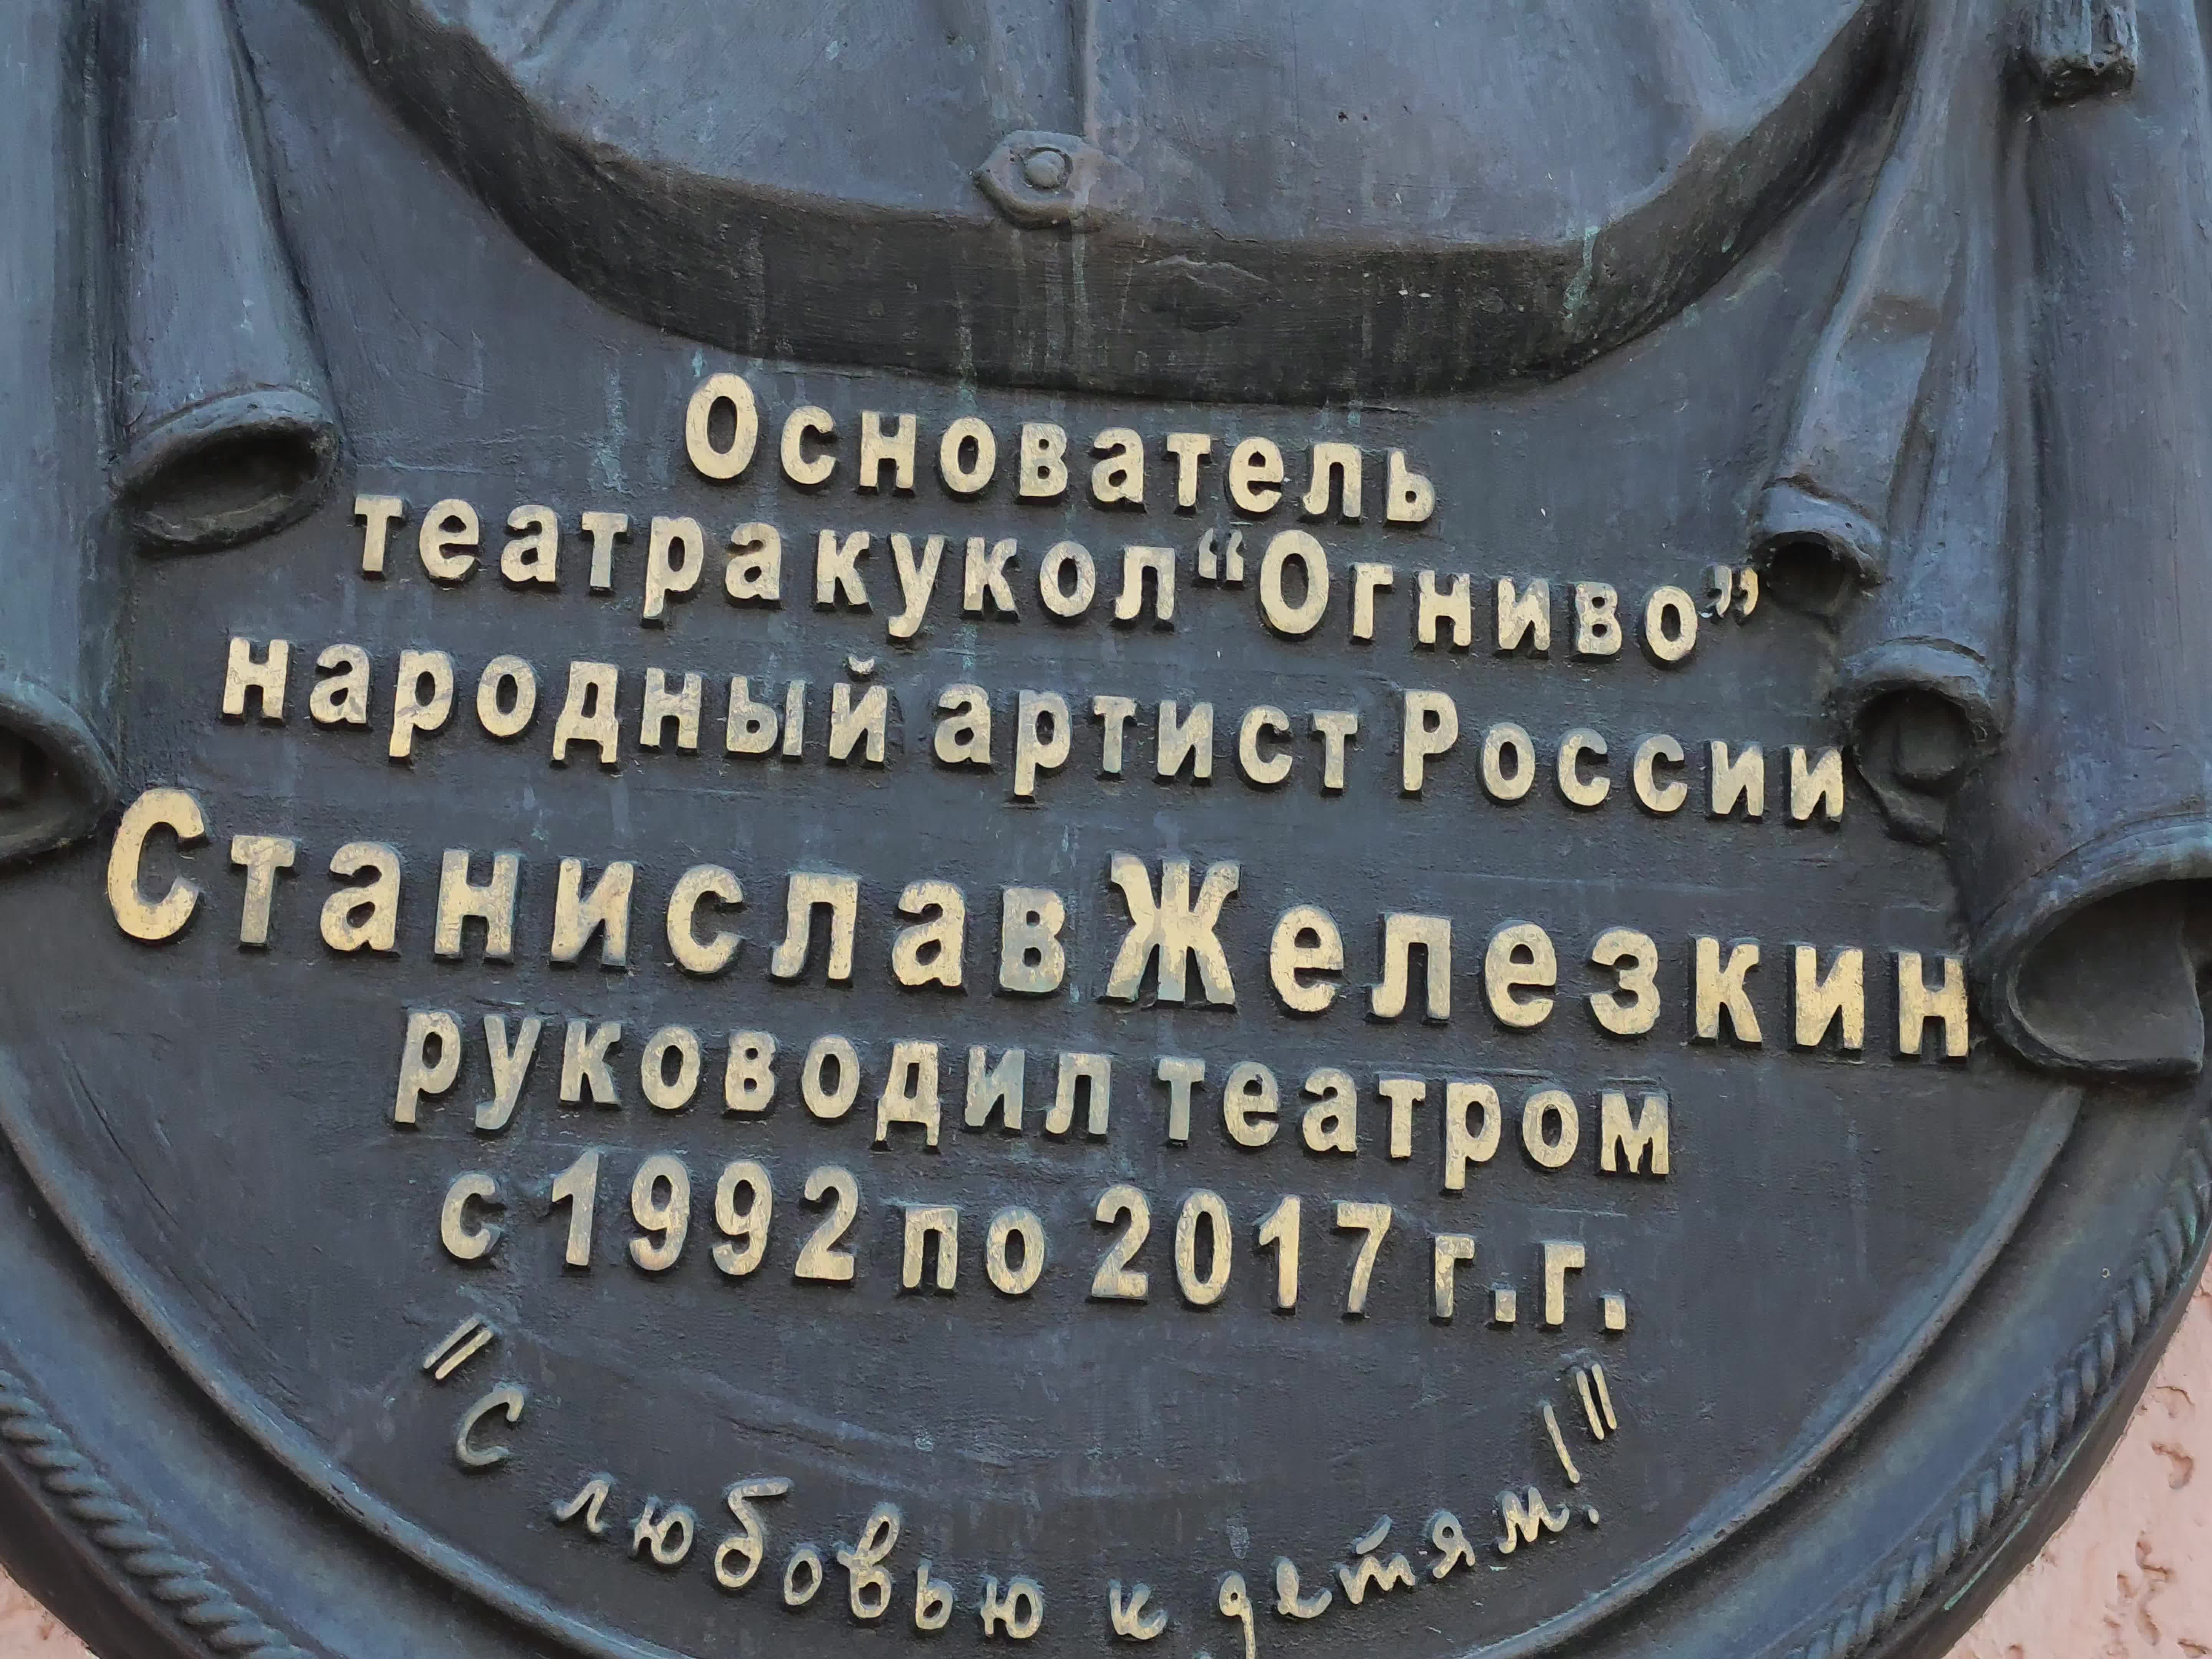 Основатель
театра кукол “Огниво”
народный артист России
Станислав Железкин
руководил театром
с 1992 по 2017 г.г.
"С любовью к детям!"